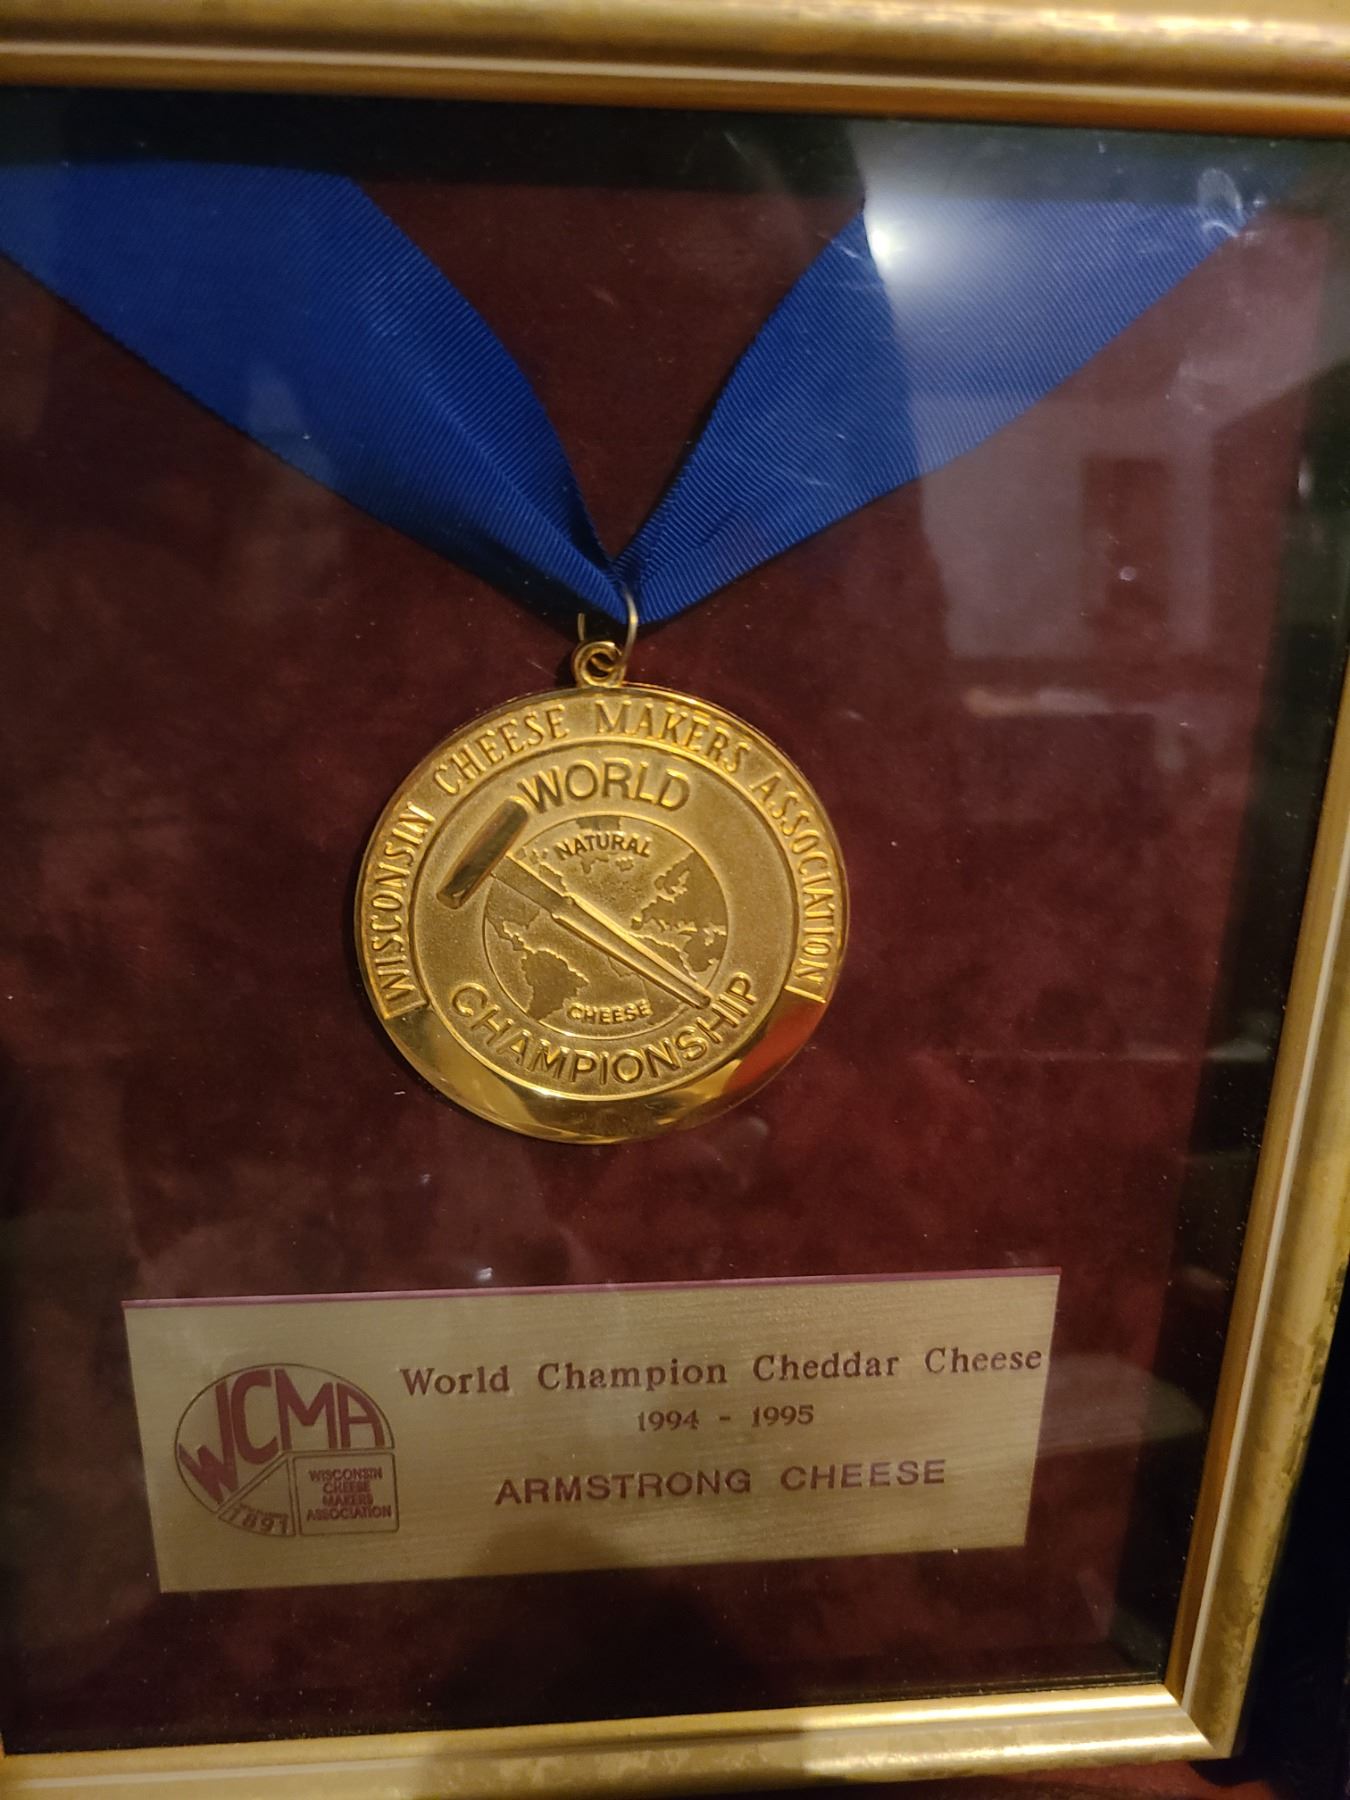 WISCONSIN CHEESE MAKERS ASSOCIATION
WORLD
NATURAL
CHEESE
CHAMPIONSHIP
World Champion Cheddar Cheese
1994 - 1995
ARMSTRONG CHEESE
WCMA
WISCONSIN
CHEESE
MAKERS
ASSOCIATION
1891